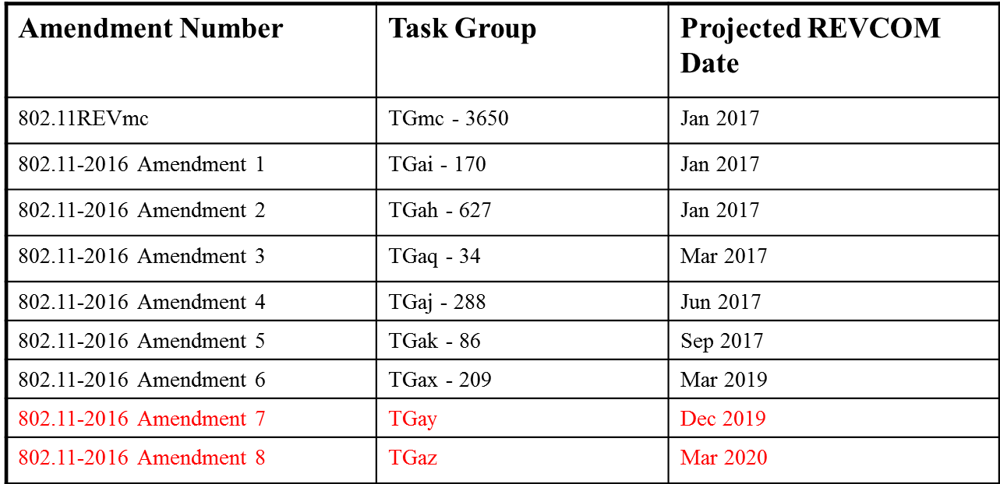 Amendment Number Task Group Projected REVCOM
Date
802.11REVmc TGmc - 3650 Jan 2017
802.11-2016 Amendment 1 TGai - 170 Jan 2017
802.11-2016 Amendment 2 TGah - 627 Jan 2017
802.11-2016 Amendment 3 TGaq - 34 Mar 2017
802.11-2016 Amendment 4 TGaj - 288 Jun 2017
802.11-2016 Amendment 5 TGak - 86 Sep 2017
802.11-2016 Amendment 6 TGax - 209 Mar 2019
802.11-2016 Amendment 7 TGay Dec 2019
802.11-2016 Amendment 8 TGaz Mar 2020